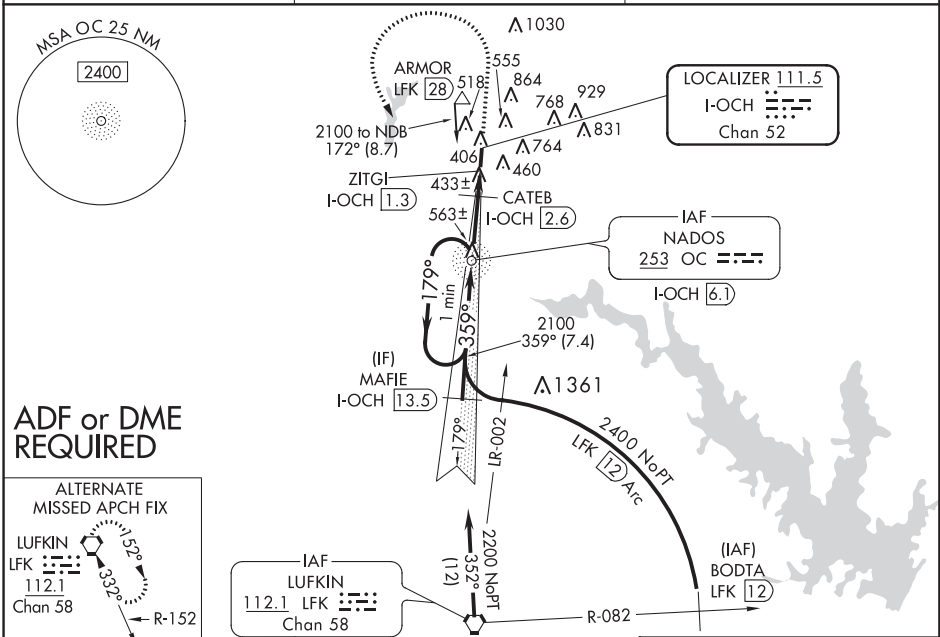 MSA OC 25 NM
2400
1030
555
ARMOR
LFK 28
518
864
768
929
831
2100 to NDB
172° (8.7)
406
764
460
LOCALIZER 111.5
I-OCH
Chan 52
ZITGI
I-OCH 1.3
433±
CATEB
I-OCH 2.6
563±
IAF
NADOS
253 OC
I-OCH 6.1
179°
1 min
359°
2100
359° (7.4)
(IF)
MAFIE
I-OCH 13.5
1361
179°
LR-002
2400 NoPT
LFK 12 Arc
ADF or DME
REQUIRED
ALTERNATE
MISSED APCH FIX
LUFKIN
LFK
112.1
Chan 58
152°
332°
R-152
IAF
LUFKIN
112.1 LFK
Chan 58
2200 NoPT
352°
(12)
R-082
(IAF)
BODTA
LFK 12